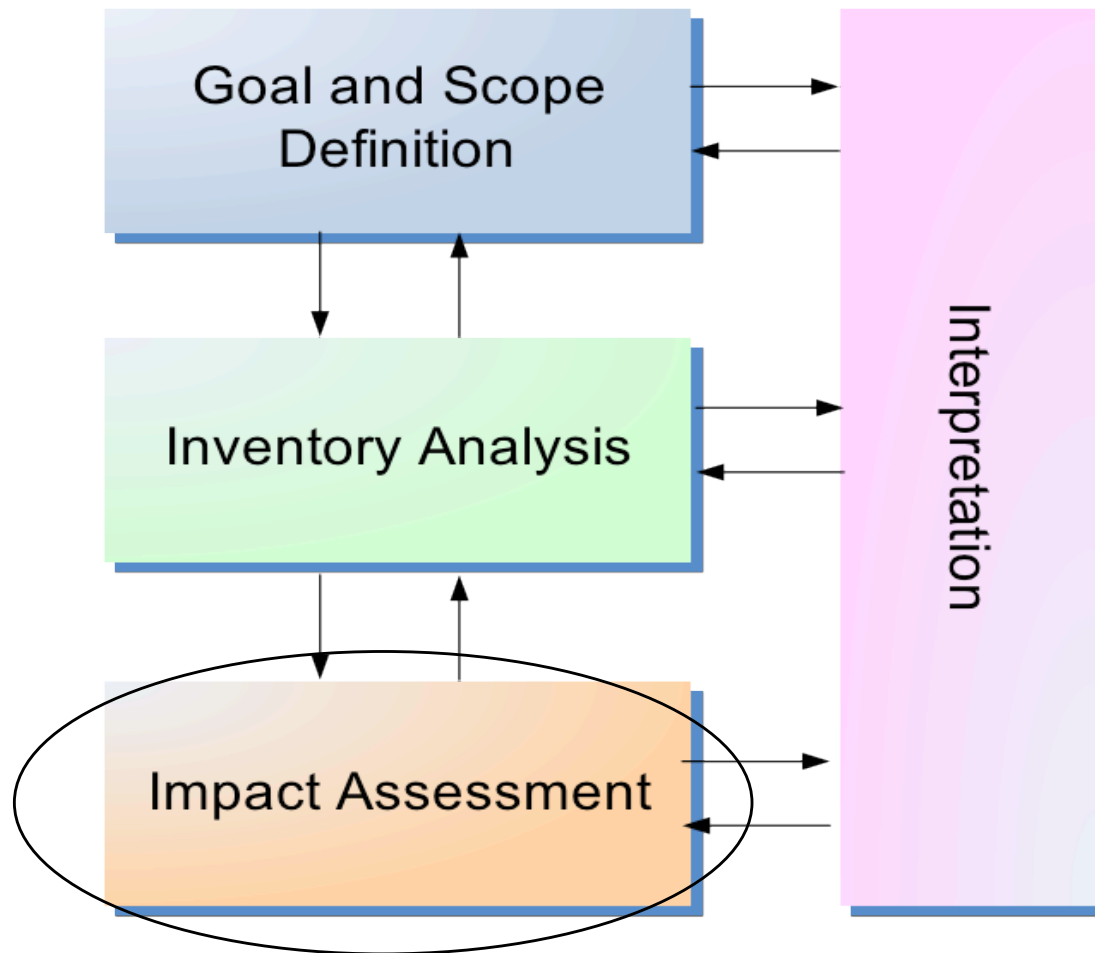 Goal and Scope
Definition
Inventory Analysis
Impact Assessment
Interpretation